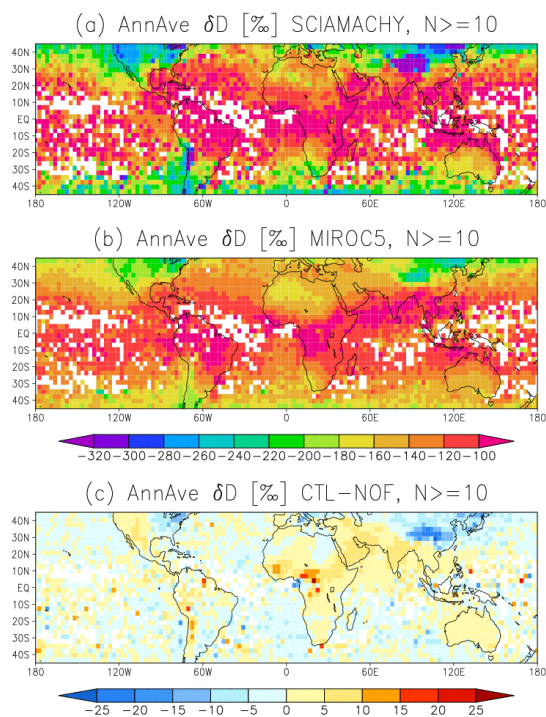 (a) AnnAve δD [‰] SCIAMACHY, N>=10
40N
30N
20N
10N
EQ
10S
20S
30S
40S
180 120W 60W 0 60E 120E 180
(b) AnnAve δD [‰] MIROC5, N>=10
40N
30N
20N
10N
EQ
10S
20S
30S
40S
180 120W 60W 0 60E 120E 180
-320 -300 -280 -260 -240 -220 -200 -180 -160 -140 -120 -100
(c) AnnAve δD [‰] CTL-NOF, N>=10
40N
30N
20N
10N
EQ
10S
20S
30S
40S
180 120W 60W 0 60E 120E 180
-25 -20 -15 -10 -5 0 5 10 15 20 25